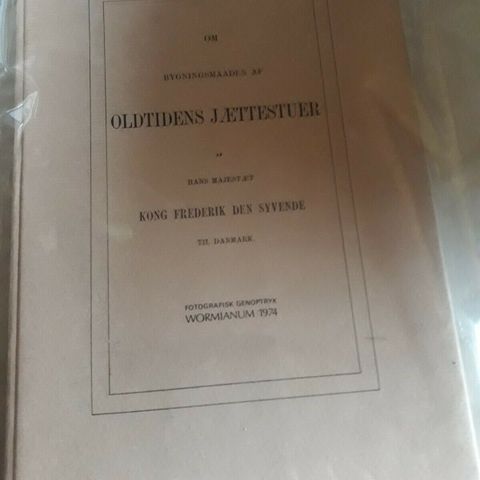 OM
BYGNINGSMAADEN AF
OLDTIDENS JÆTTESTUER
AF
HANS MAJESTÆT
KONG FREDERIK DEN SYVENDE
TIL DANMARK.
FOTOGRAFISK GENOPTRYK
WORMIANUM 1974